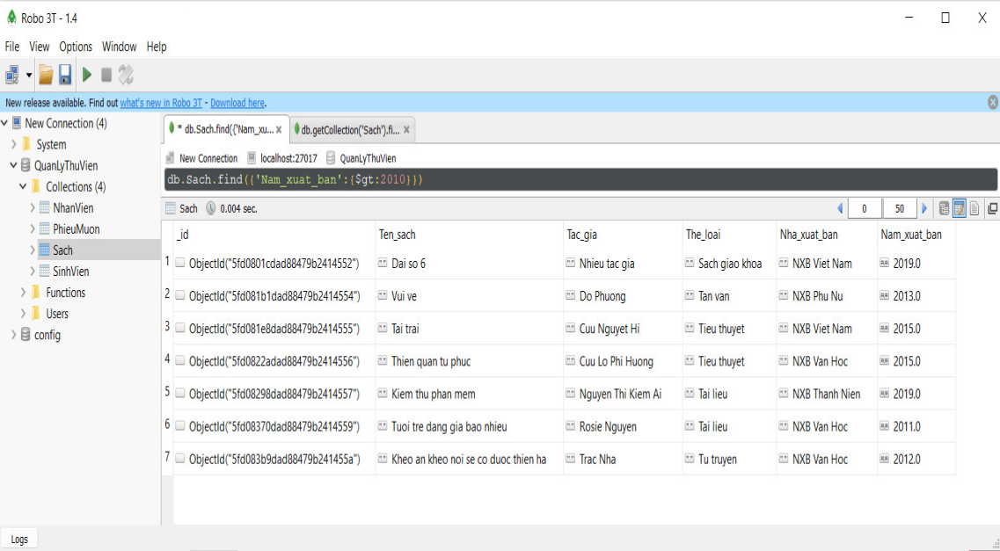 Robo 3T - 1.4
File View Options Window Help
New release available. Find out what's new in Robo 3T - Download here.
New Connection (4)
System
QuanLyThuVien
Collections (4)
NhanVien
PhieuMuon
Sach
SinhVien
Functions
Users
config
* db.Sach.find({'Nam_xu... db.getCollection('Sach').fi...
New Connection localhost:27017 QuanLyThuVien
db.Sach.find({'Nam_xuat_ban':{$gt:2010}})
Sach 0.004 sec. 0 50
_id Ten_sach Tac_gia The_loai Nha_xuat_ban Nam_xuat_ban
1 ObjectId("5fd0801cdad88479b2414552") Dai so 6 Nhieu tac gia Sach giao khoa NXB Viet Nam 2019.0
2 ObjectId("5fd081b1dad88479b2414554") Vui ve Do Phuong Tan van NXB Phu Nu 2013.0
3 ObjectId("5fd081e8dad88479b2414555") Tai trai Cuu Nguyet Hi Tieu thuyet NXB Viet Nam 2015.0
4 ObjectId("5fd0822adad88479b2414556") Thien quan tu phuc Cuu Lo Phi Huong Tieu thuyet NXB Van Hoc 2015.0
5 ObjectId("5fd08298dad88479b2414557") Kiem thu phan mem Nguyen Thi Kiem Ai Tai lieu NXB Thanh Nien 2019.0
6 ObjectId("5fd08370dad88479b2414559") Tuoi tre dang gia bao nhieu Rosie Nguyen Tai lieu NXB Van Hoc 2011.0
7 ObjectId("5fd083b9dad88479b241455a") Kheo an kheo noi se co duoc thien ha Trac Nha Tu truyen NXB Van Hoc 2012.0
Logs